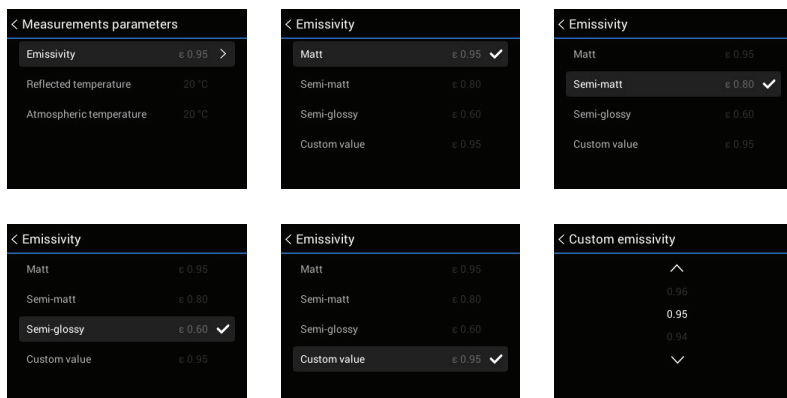 < Measurements parameters
Emissivity ε 0.95 >
Reflected temperature 20 °C
Atmospheric temperature 20 °C
< Emissivity
Matt ε 0.95
Semi-matt ε 0.80
Semi-glossy ε 0.60
Custom value ε 0.95
< Emissivity
Matt ε 0.95
Semi-matt ε 0.80
Semi-glossy ε 0.60
Custom value ε 0.95
< Emissivity
Matt ε 0.95
Semi-matt ε 0.80
Semi-glossy ε 0.60
Custom value ε 0.95
< Emissivity
Matt ε 0.95
Semi-matt ε 0.80
Semi-glossy ε 0.60
Custom value ε 0.95
< Custom emissivity
0.96
0.95
0.94